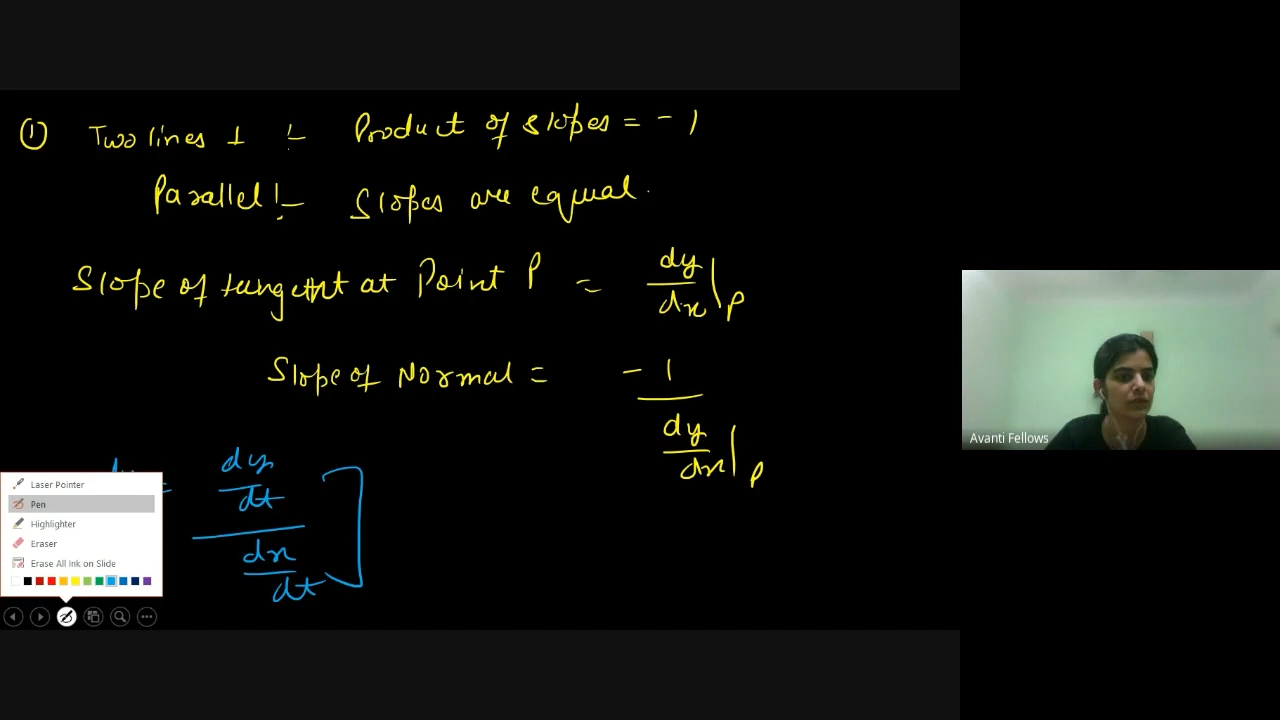 ① Two lines ⊥ :- Product of slopes = -1
Parallel :- Slopes are equal.
Slope of tangent at Point P = dy/dx|P
Slope of Normal = -1/(dy/dx|P)
= (dy/dt)/(dx/dt) ]
Laser Pointer
Pen
Highlighter
Eraser
Erase All Ink on Slide
Avanti Fellows